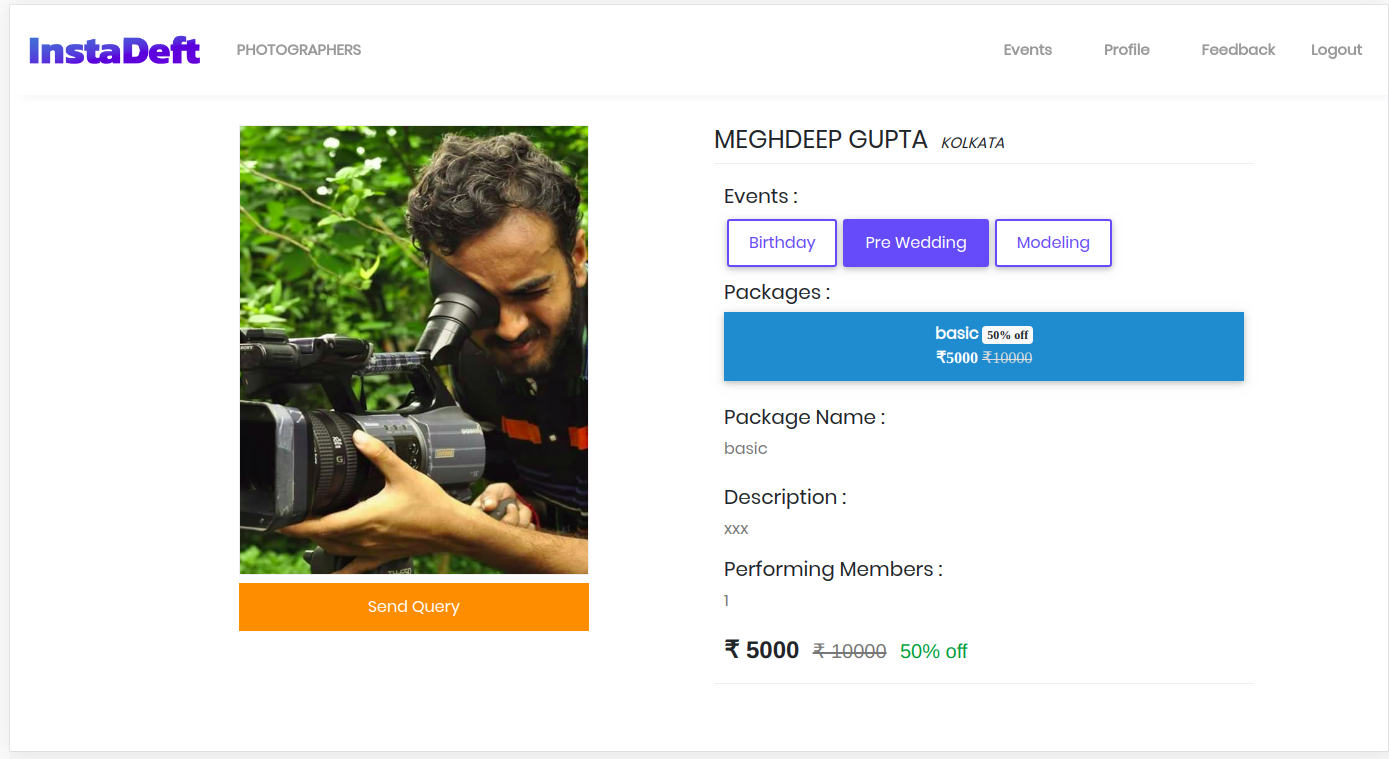 InstaDeft PHOTOGRAPHERS Events Profile Feedback Logout
MEGHDEEP GUPTA KOLKATA
Events :
Birthday Pre Wedding Modeling
Packages :
basic 50% off
₹5000 ₹10000
Package Name :
basic
Description :
xxx
Performing Members :
1
₹ 5000 ₹ 10000 50% off
Send Query